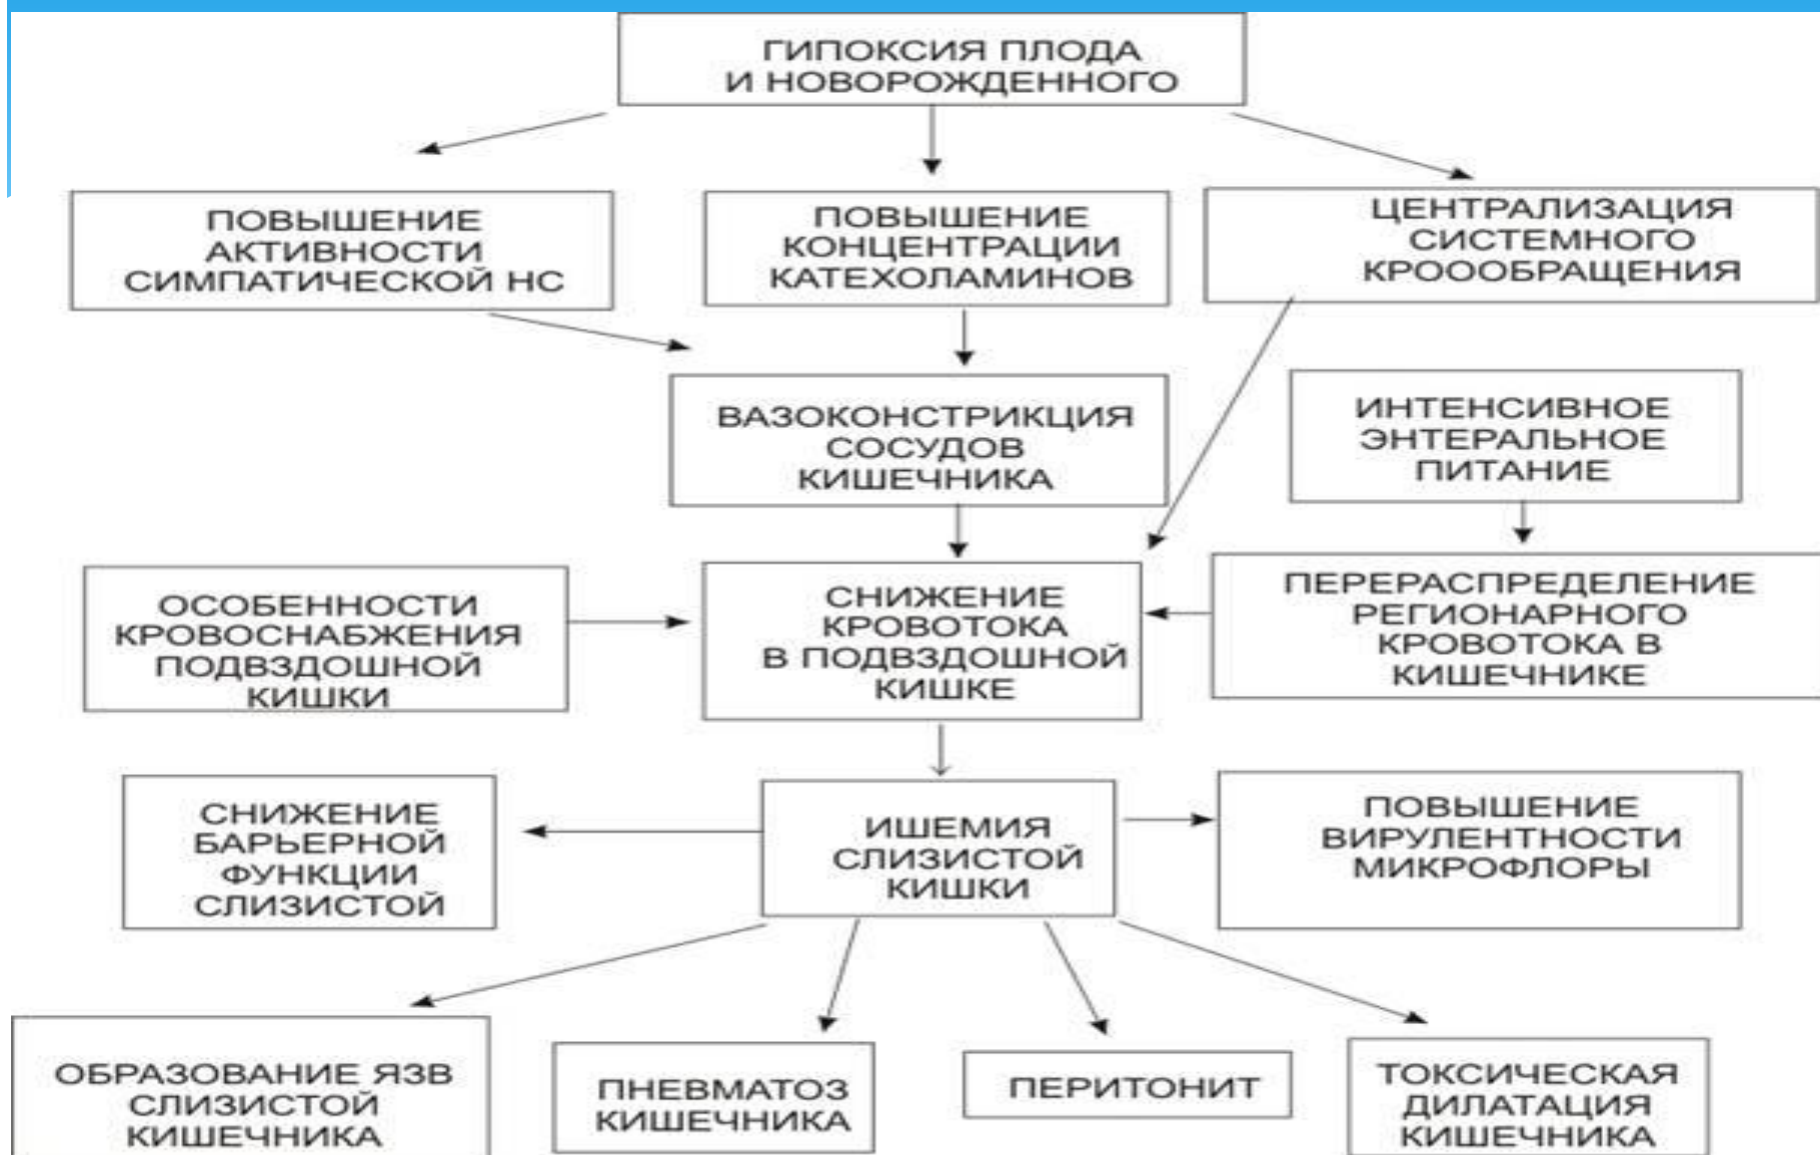 ГИПОКСИЯ ПЛОДА
И НОВОРОЖДЕННОГО
ПОВЫШЕНИЕ
АКТИВНОСТИ
СИМПАТИЧЕСКОЙ НС
ПОВЫШЕНИЕ
КОНЦЕНТРАЦИИ
КАТЕХОЛАМИНОВ
ЦЕНТРАЛИЗАЦИЯ
СИСТЕМНОГО
КРОООБРАЩЕНИЯ
ВАЗОКОНСТРИКЦИЯ
СОСУДОВ
КИШЕЧНИКА
ИНТЕНСИВНОЕ
ЭНТЕРАЛЬНОЕ
ПИТАНИЕ
ОСОБЕННОСТИ
КРОВОСНАБЖЕНИЯ
ПОДВЗДОШНОЙ
КИШКИ
СНИЖЕНИЕ
КРОВОТОКА
В ПОДВЗДОШНОЙ
КИШКЕ
ПЕРЕРАСПРЕДЕЛЕНИЕ
РЕГИОНАРНОГО
КРОВОТОКА В
КИШЕЧНИКЕ
СНИЖЕНИЕ
БАРЬЕРНОЙ
ФУНКЦИИ
СЛИЗИСТОЙ
ИШЕМИЯ
СЛИЗИСТОЙ
КИШКИ
ПОВЫШЕНИЕ
ВИРУЛЕНТНОСТИ
МИКРОФЛОРЫ
ОБРАЗОВАНИЕ ЯЗВ
СЛИЗИСТОЙ
КИШЕЧНИКА
ПНЕВМАТОЗ
КИШЕЧНИКА
ПЕРИТОНИТ
ТОКСИЧЕСКАЯ
ДИЛАТАЦИЯ
КИШЕЧНИКА